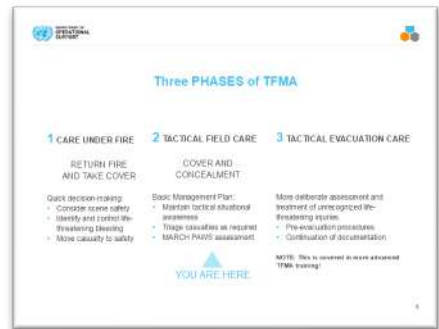 DEPARTMENT OF
OPERATIONAL
SUPPORT
Three PHASES of TFMA
1 CARE UNDER FIRE
RETURN FIRE
AND TAKE COVER
Quick decision-making:
• Consider scene safety
• Identify and control life-
threatening bleeding
• Move casualty to safety
2 TACTICAL FIELD CARE
COVER AND
CONCEALMENT
Basic Management Plan:
• Maintain tactical situational
awareness
• Triage casualties as required
• MARCH PAWS assessment
YOU ARE HERE
3 TACTICAL EVACUATION CARE
More deliberate assessment and
treatment of unrecognized life-
threatening injuries:
• Pre-evacuation procedures
• Continuation of documentation
NOTE: This is covered in more advanced
TFMA training!